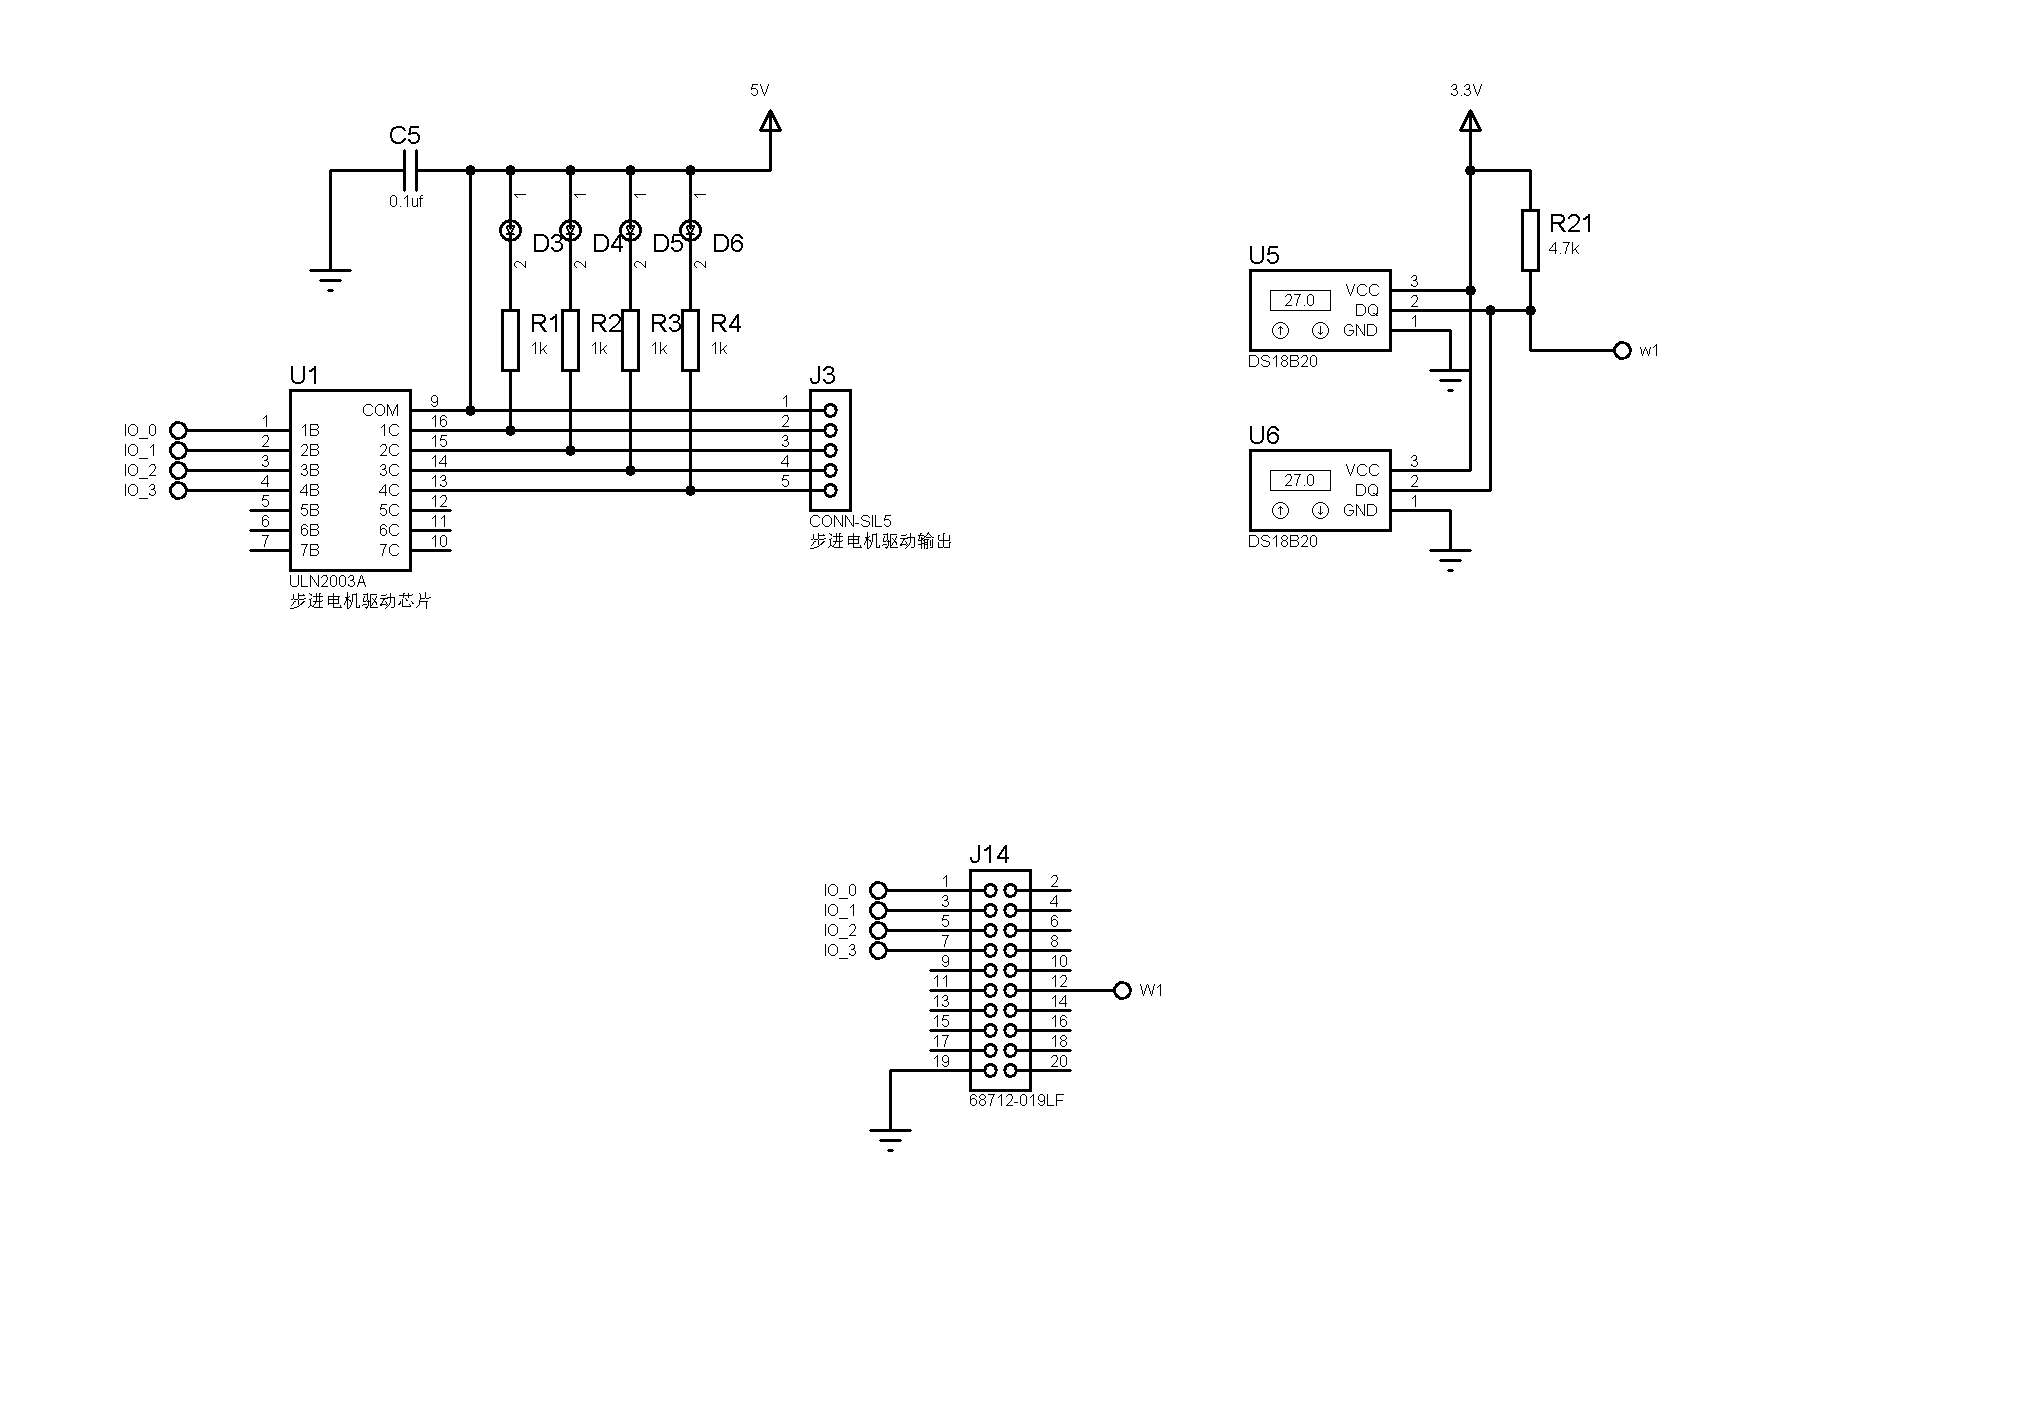 5V
C5
0.1uf
1
1
1
1
D3
D4
D5
D6
2
2
2
2
R1
1k
R2
1k
R3
1k
R4
1k
U1
COM
9
IO_0
1
1B
1C
16
IO_1
2
2B
2C
15
IO_2
3
3B
3C
14
IO_3
4
4B
4C
13
5
5B
5C
12
6
6B
6C
11
7
7B
7C
10
ULN2003A
步进电机驱动芯片
J3
1
2
3
4
5
CONN-SIL5
步进电机驱动输出
3.3V
R21
4.7k
U5
27.0
VCC
3
DQ
2
GND
1
DS18B20
w1
U6
27.0
VCC
3
DQ
2
GND
1
DS18B20
J14
IO_0
1
2
IO_1
3
4
IO_2
5
6
IO_3
7
8
9
10
11
12
W1
13
14
15
16
17
18
19
20
68712-019LF